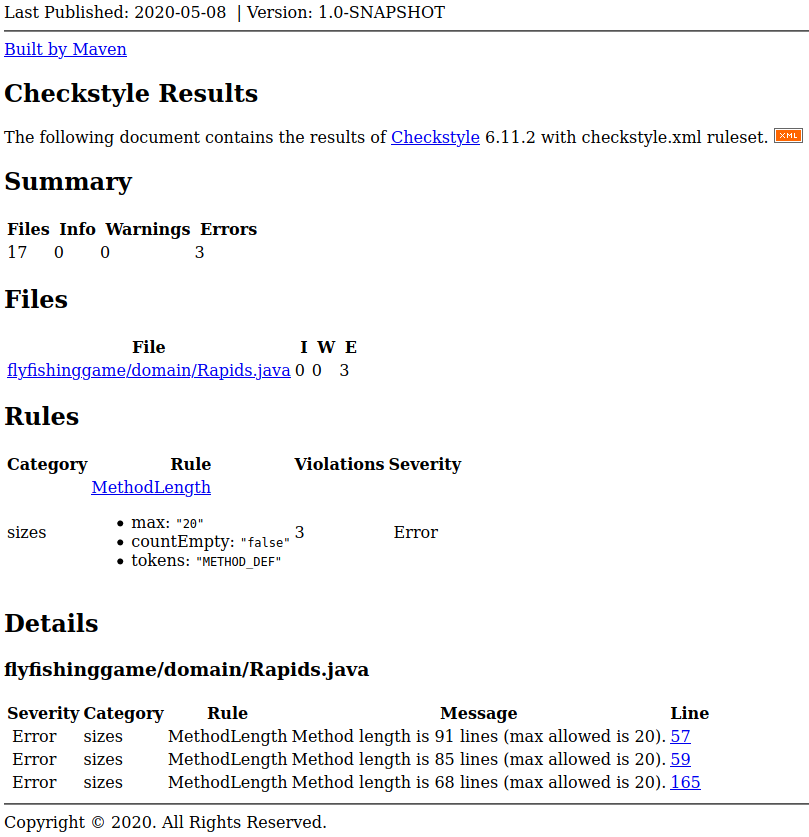 Last Published: 2020-05-08 | Version: 1.0-SNAPSHOT
Built by Maven
Checkstyle Results
The following document contains the results of Checkstyle 6.11.2 with checkstyle.xml ruleset. XML
Summary
Files Info Warnings Errors
17 0 0 3
Files
File I W E
flyfishinggame/domain/Rapids.java 0 0 3
Rules
Category Rule Violations Severity
MethodLength
• max: "20"
sizes 3 Error
• countEmpty: "false"
• tokens: "METHOD_DEF"
Details
flyfishinggame/domain/Rapids.java
Severity Category Rule Message Line
Error sizes MethodLength Method length is 91 lines (max allowed is 20). 57
Error sizes MethodLength Method length is 85 lines (max allowed is 20). 59
Error sizes MethodLength Method length is 68 lines (max allowed is 20). 165
Copyright © 2020. All Rights Reserved.